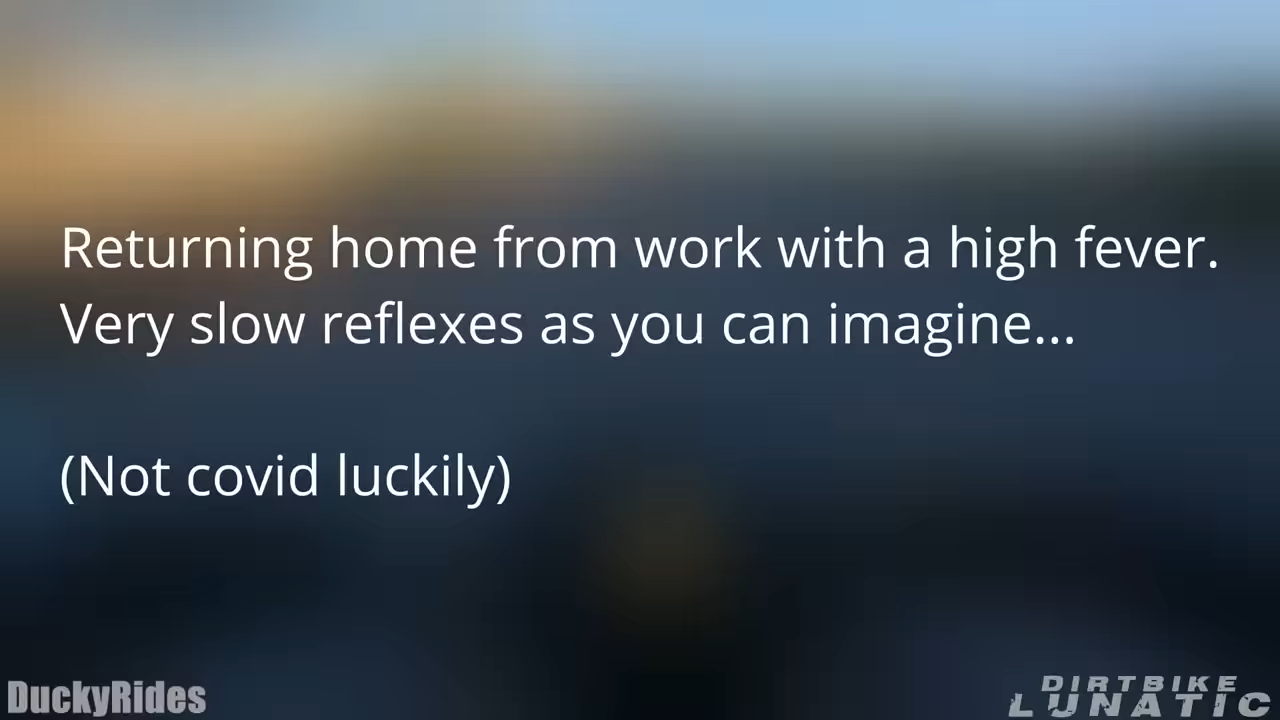 Returning home from work with a high fever.
Very slow reflexes as you can imagine...
(Not covid luckily)
DuckyRides
DIRTBIKE
LUNATIC